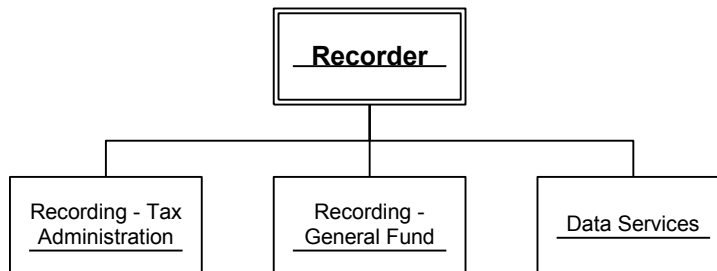 Recorder
Recording - Tax
Administration
Recording -
General Fund
Data Services